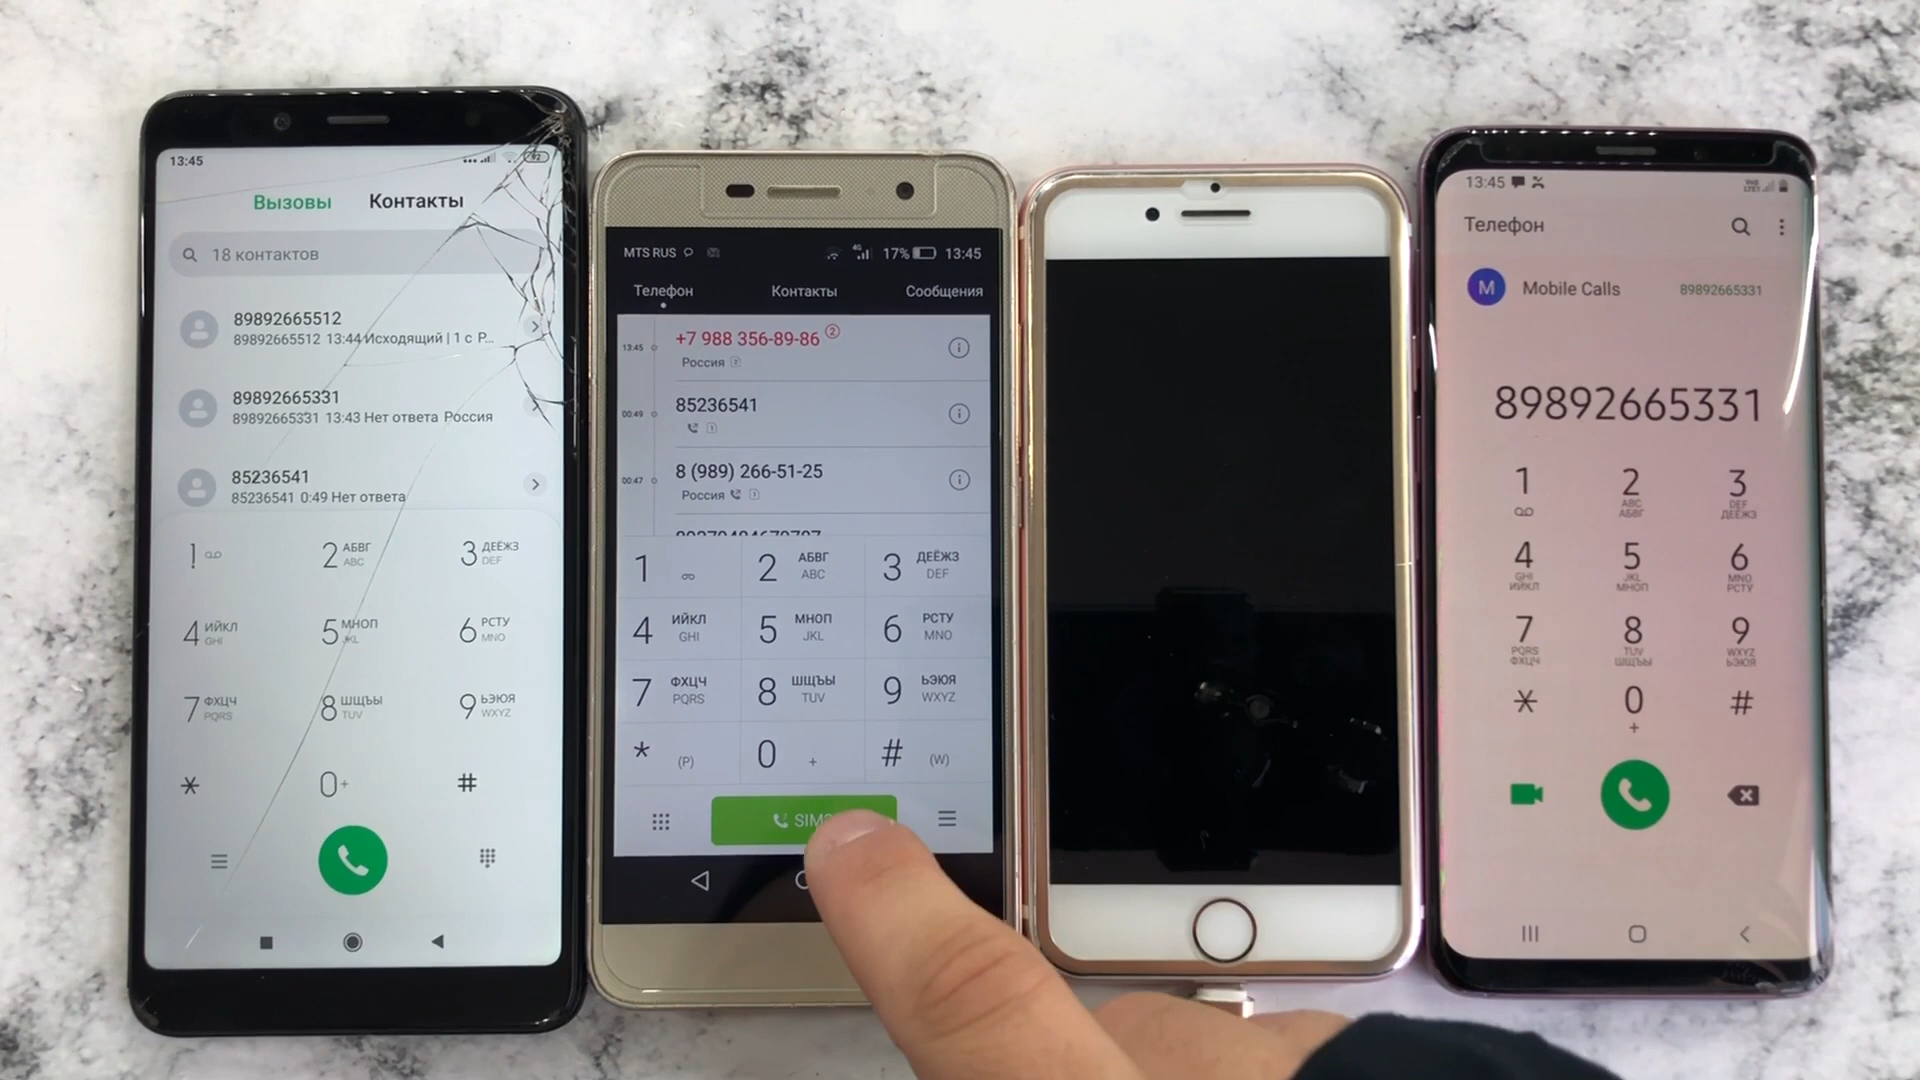 13:45
92
Вызовы Контакты
18 контактов
89892665512
89892665512 13:44 Исходящий | 1 с Р...
89892665331
89892665331 13:43 Нет ответа Россия
85236541
85236541 0:49 Нет ответа
1 2 АБВГ ABC 3 ДЕЁЖЗ DEF
4 ИЙКЛ GHI 5 МНОП JKL 6 РСТУ MNO
7 ФХЦЧ PQRS 8 ШЩЪЫ TUV 9 ЬЭЮЯ WXYZ
* 0 + #
MTS RUS 4G 17% 13:45
Телефон Контакты Сообщения
13:45 +7 988 356-89-86 2
Россия 2
00:49 85236541
1
00:47 8 (989) 266-51-25
Россия 1
1 2 АБВГ ABC 3 ДЕЁЖЗ DEF
4 ИЙКЛ GHI 5 МНОП JKL 6 РСТУ MNO
7 ФХЦЧ PQRS 8 ШЩЪЫ TUV 9 ЬЭЮЯ WXYZ
* (P) 0 + # (W)
13:45
Телефон
M Mobile Calls 89892665331
89892665331
1 2 ABC АБВГ 3 DEF ДЕЁЖЗ
4 GHI ИЙКЛ 5 JKL МНОП 6 MNO РСТУ
7 PQRS ФХЦЧ 8 TUV ШЩЪЫ 9 WXYZ ЬЭЮЯ
* 0 + #